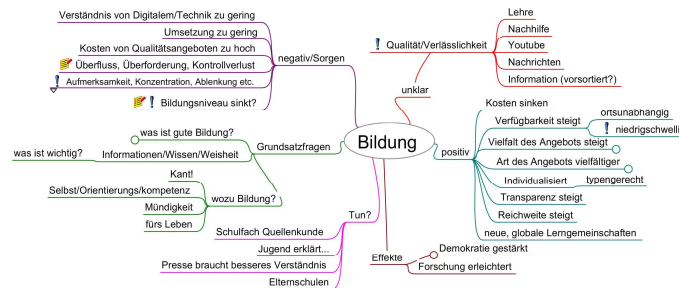 Verständnis von Digitalem/Technik zu gering
Umsetzung zu gering
Kosten von Qualitätsangeboten zu hoch
Überfluss, Überforderung, Kontrollverlust
Aufmerksamkeit, Konzentration, Ablenkung etc.
Bildungsniveau sinkt?
negativ/Sorgen
Lehre
Nachhilfe
Youtube
Nachrichten
Information (vorsortiert?)
! Qualität/Verlässlichkeit
unklar
Bildung
Kosten sinken
Verfügbarkeit steigt
ortsunabhängig
niedrigschwelli
Vielfalt des Angebots steigt
Art des Angebots vielfältiger
Individualisiert
typengerecht
Transparenz steigt
Reichweite steigt
neue, globale Lerngemeinschaften
positiv
was ist gute Bildung?
was ist wichtig?
Informationen/Wissen/Weisheit
Grundsatzfragen
Kant!
Selbst/Orientierungs/kompetenz
Mündigkeit
fürs Leben
wozu Bildung?
Tun?
Schulfach Quellenkunde
Jugend erklärt...
Presse braucht besseres Verständnis
Elternschulen
Effekte
Demokratie gestärkt
Forschung erleichtert